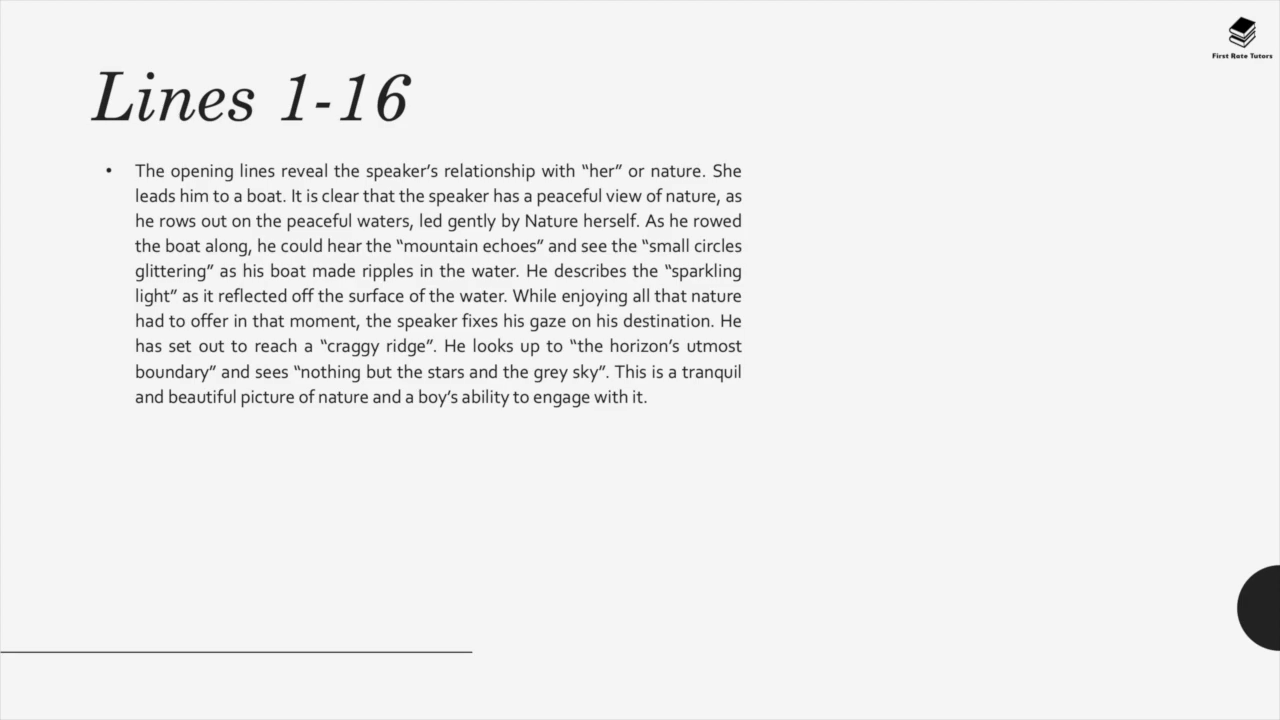 First Rate Tutors
Lines 1-16
• The opening lines reveal the speaker’s relationship with “her” or nature. She
leads him to a boat. It is clear that the speaker has a peaceful view of nature, as
he rows out on the peaceful waters, led gently by Nature herself. As he rowed
the boat along, he could hear the “mountain echoes” and see the “small circles
glittering” as his boat made ripples in the water. He describes the “sparkling
light” as it reflected off the surface of the water. While enjoying all that nature
had to offer in that moment, the speaker fixes his gaze on his destination. He
has set out to reach a “craggy ridge”. He looks up to “the horizon’s utmost
boundary” and sees “nothing but the stars and the grey sky”. This is a tranquil
and beautiful picture of nature and a boy’s ability to engage with it.